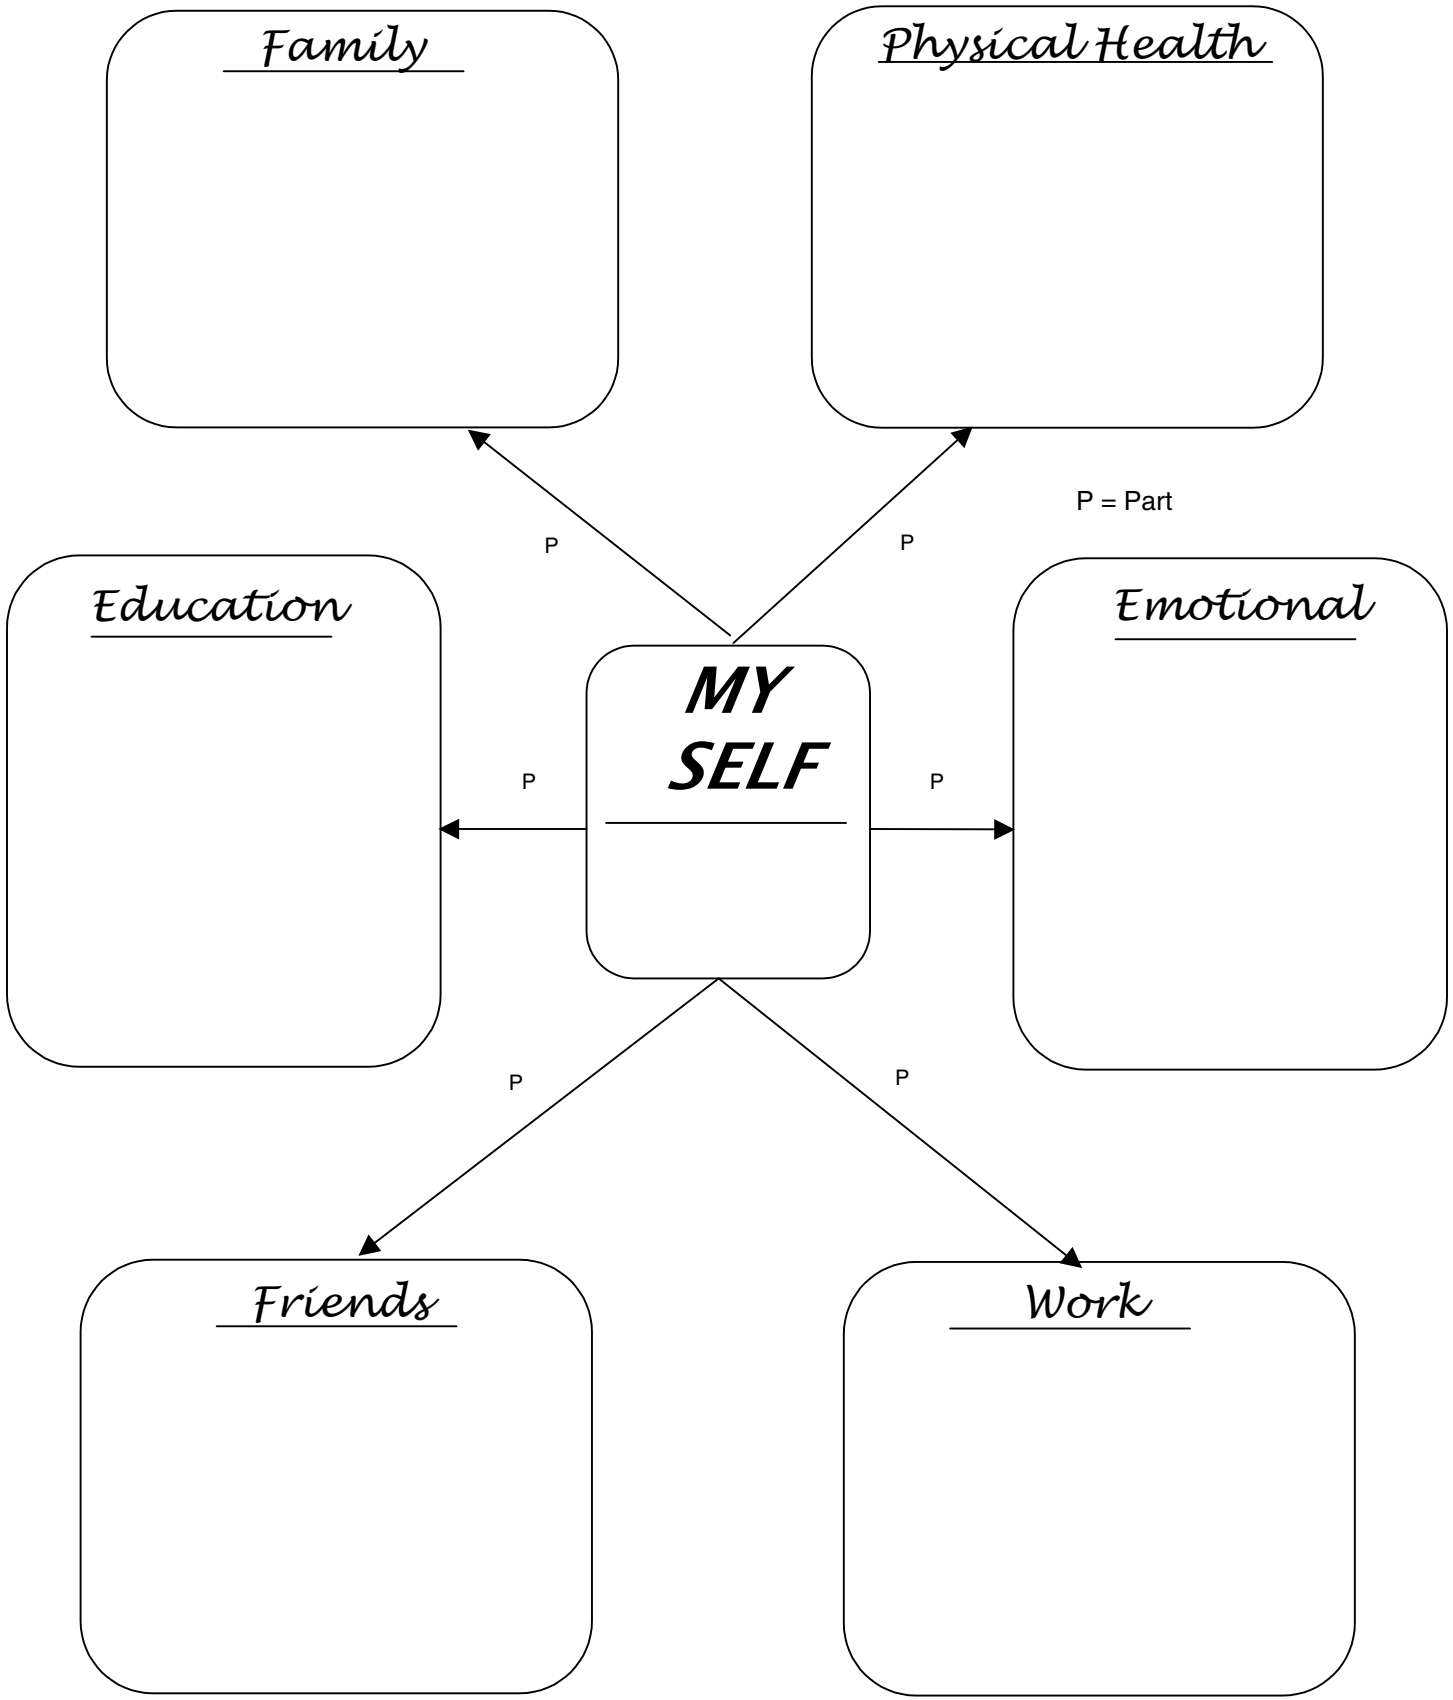 Family
Physical Health
P = Part
P
P
Education
Emotional
MY
SELF
P
P
P
P
Friends
Work